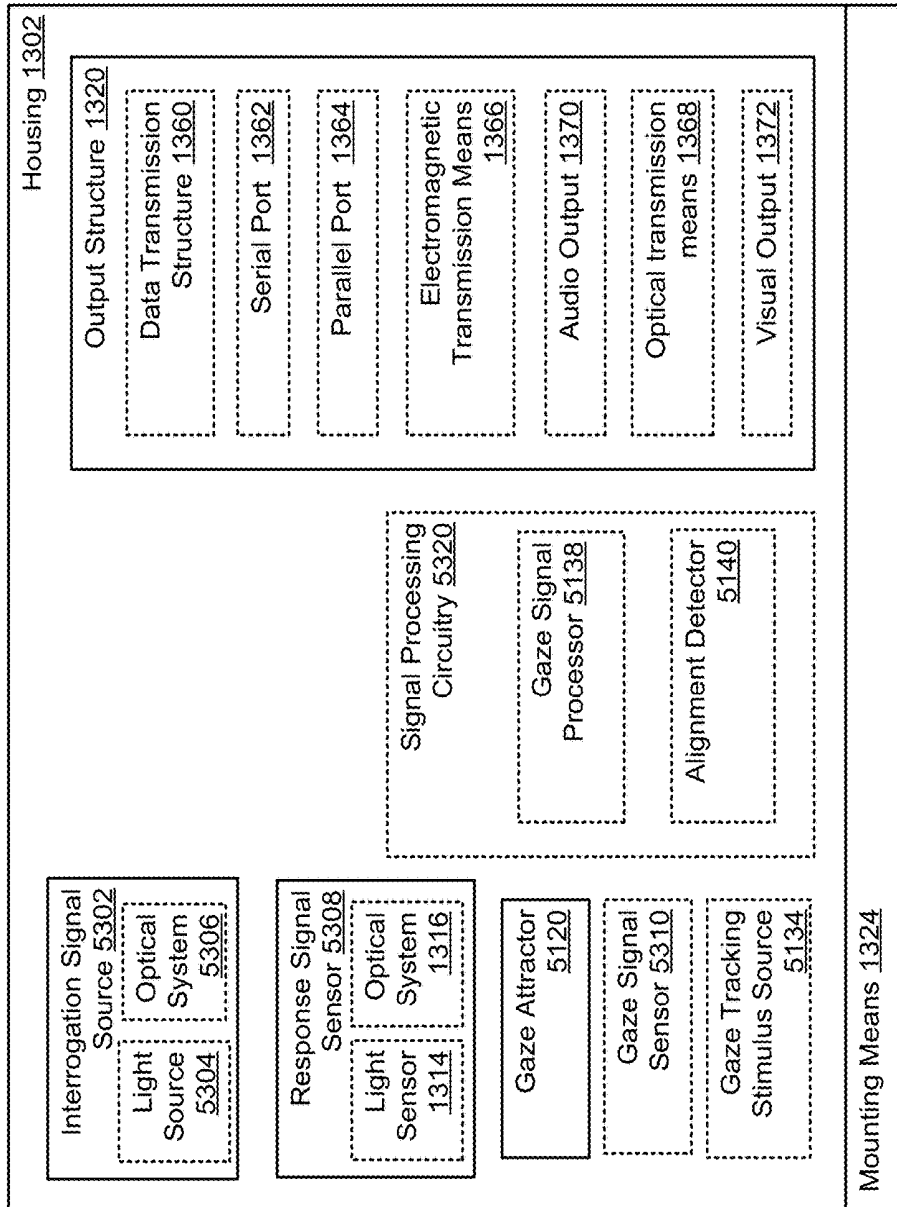 Housing 1302
Interrogation Signal
Source 5302
Light
Source
5304
Optical
System
5306
Response Signal
Sensor 5308
Light
Sensor
1314
Optical
System
1316
Gaze Attractor
5120
Gaze Signal
Sensor 5310
Gaze Tracking
Stimulus Source
5134
Signal Processing
Circuitry 5320
Gaze Signal
Processor 5138
Alignment Detector
5140
Output Structure 1320
Data Transmission
Structure 1360
Serial Port 1362
Parallel Port 1364
Electromagnetic
Transmission Means
1366
Audio Output 1370
Optical transmission
means 1368
Visual Output 1372
Mounting Means 1324